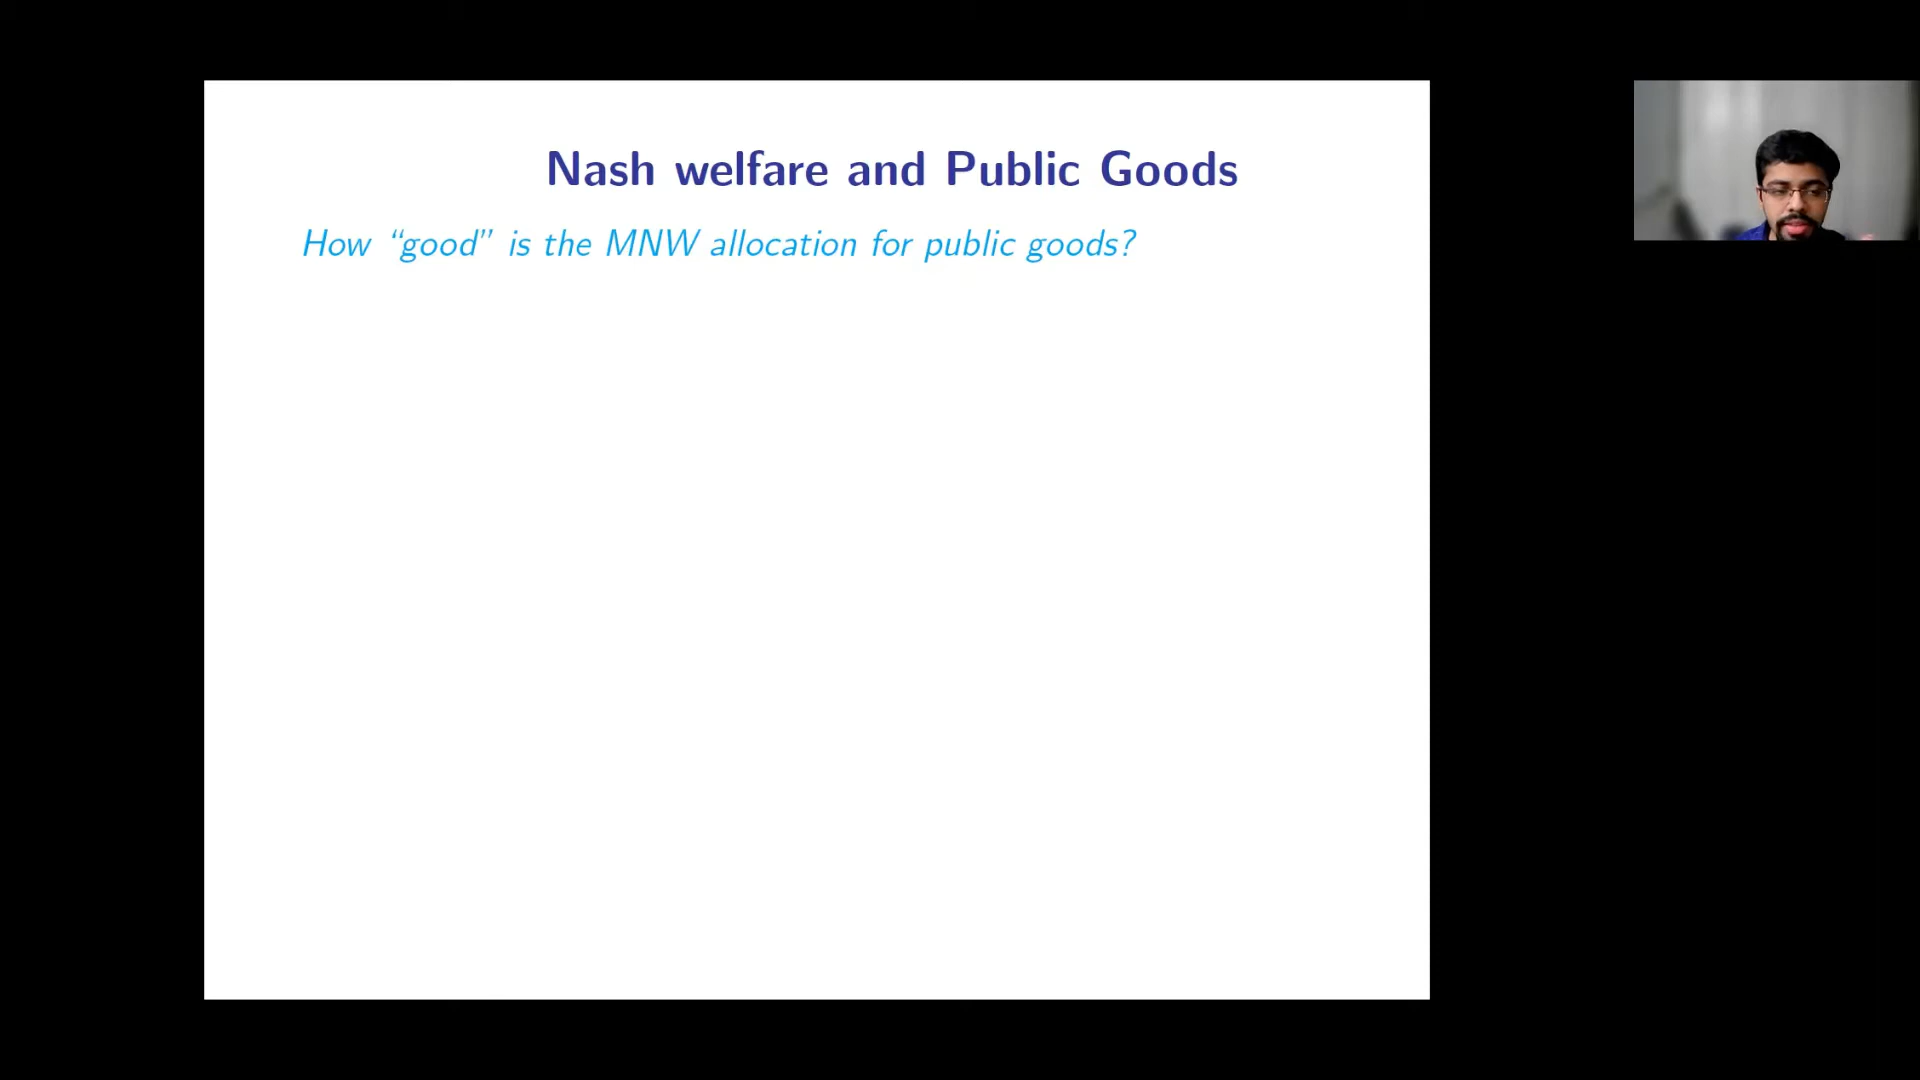 Nash welfare and Public Goods
How “good” is the MNW allocation for public goods?